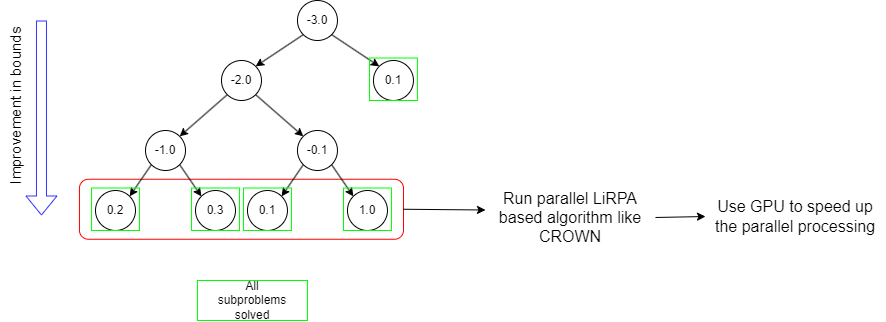 Improvement in bounds
-3.0
-2.0
0.1
-1.0
-0.1
0.2
0.3
0.1
1.0
Run parallel LiRPA
based algorithm like
CROWN
Use GPU to speed up
the parallel processing
All
subproblems
solved